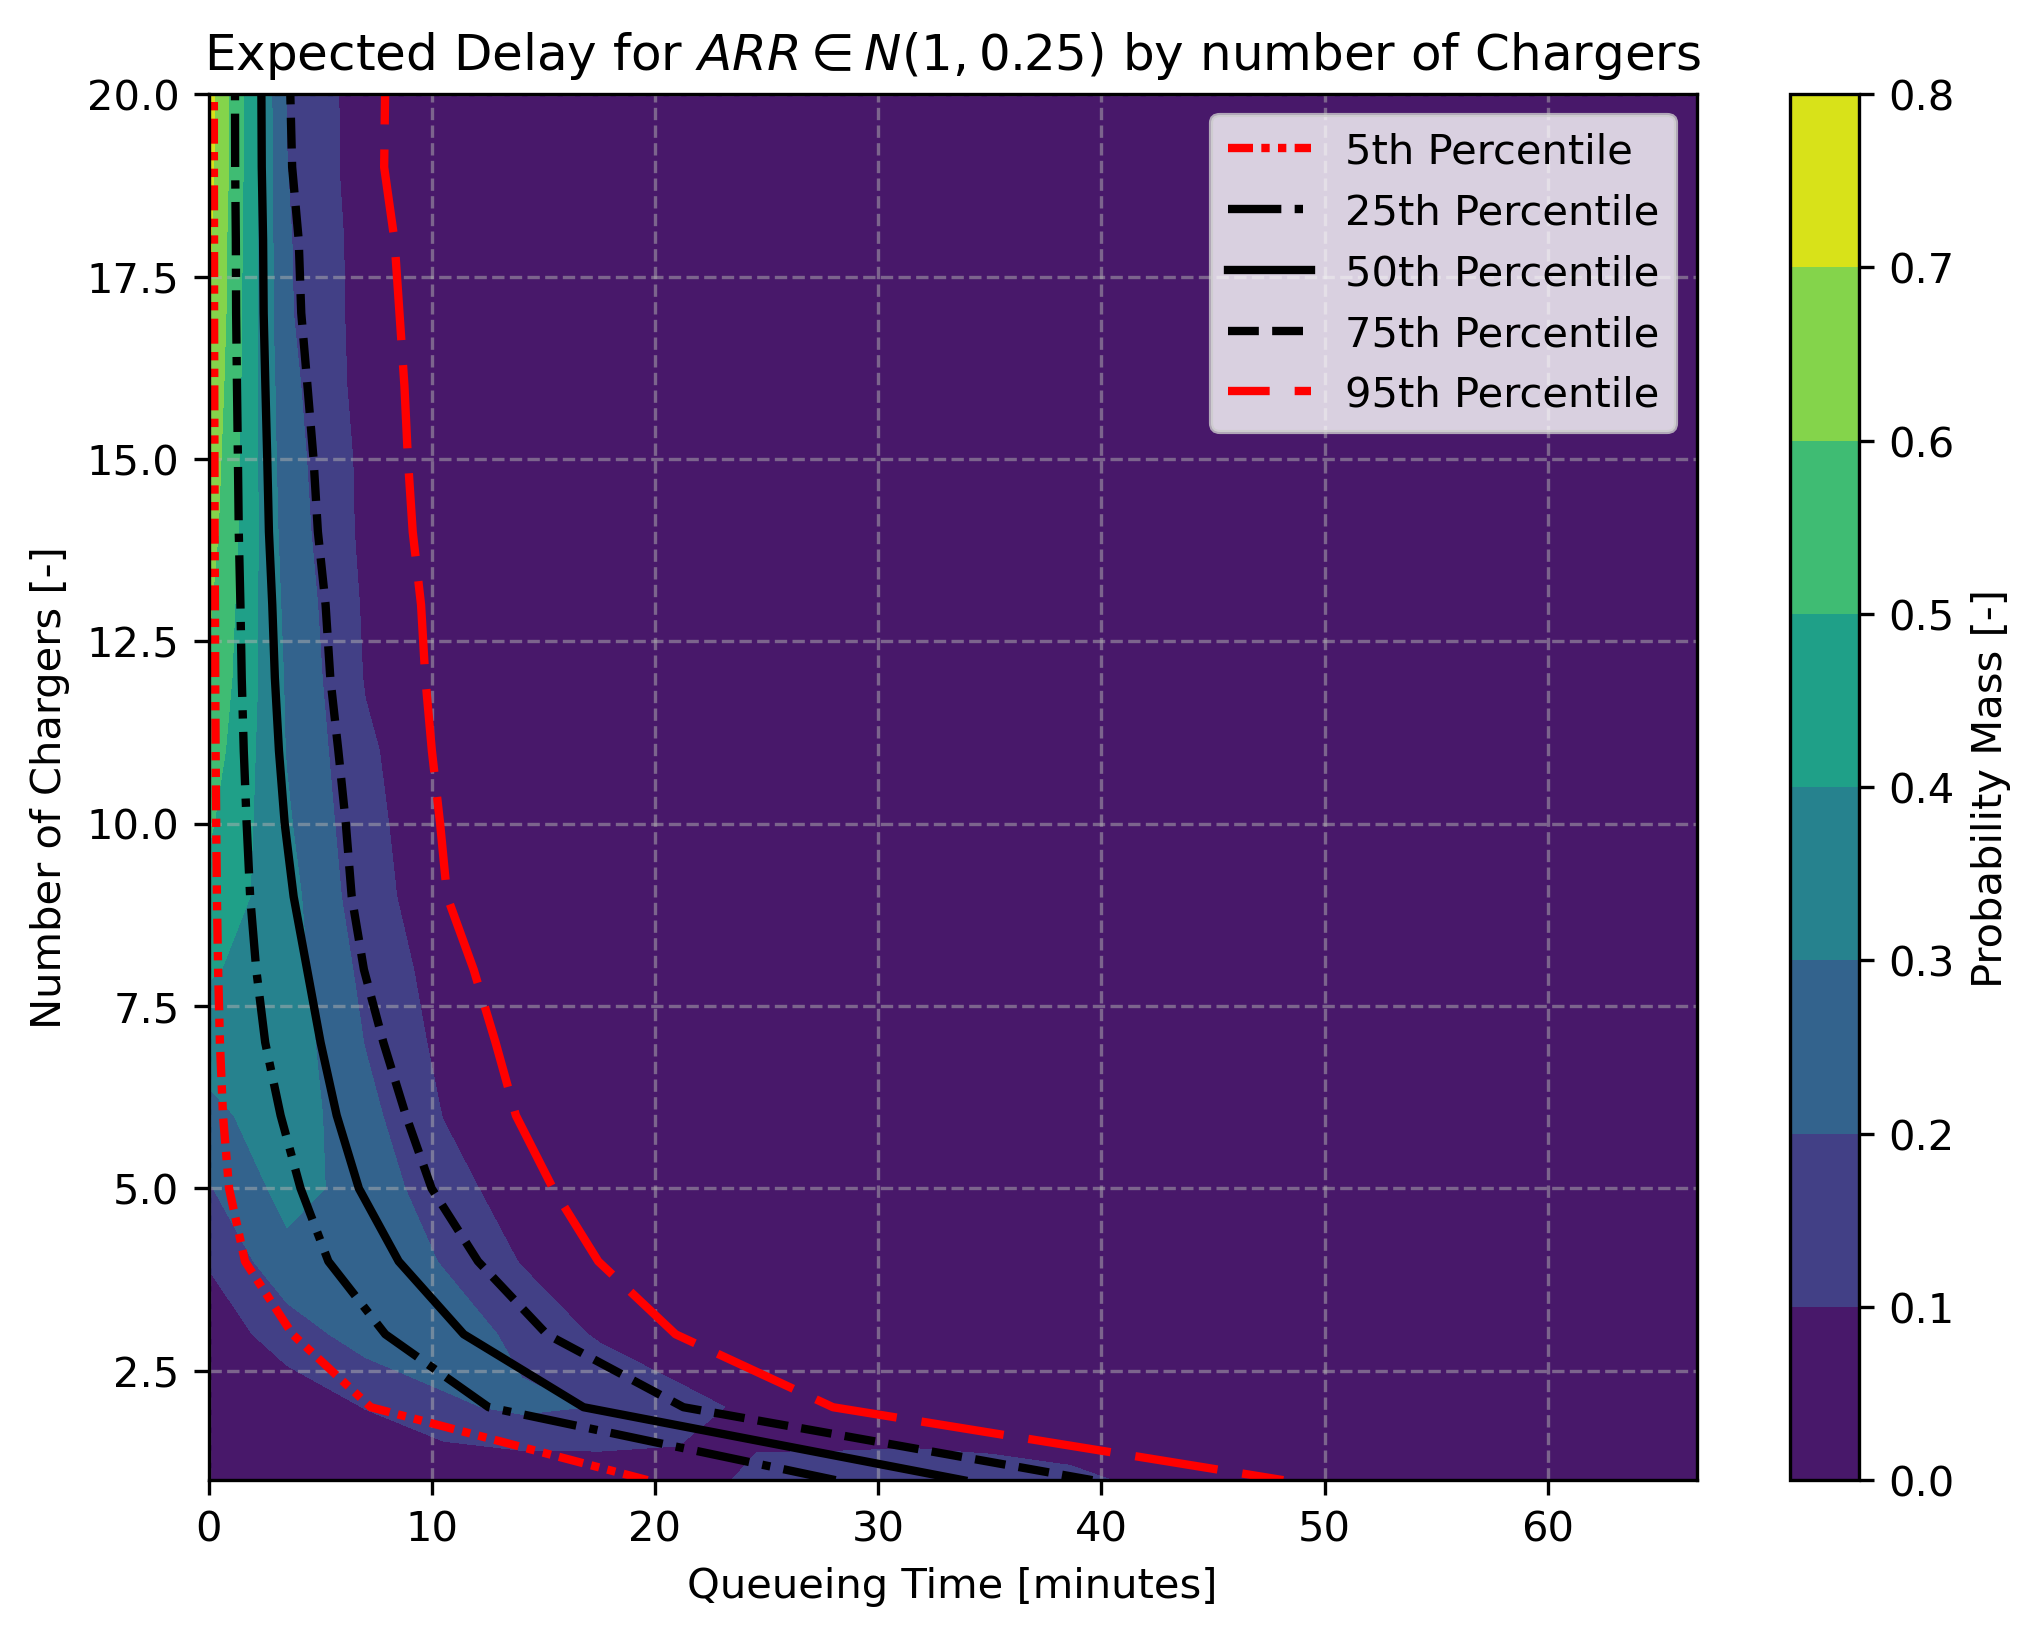 Expected Delay for ARR ∈ N(1, 0.25) by number of Chargers
20.0
17.5
15.0
12.5
10.0
7.5
5.0
2.5
Number of Chargers [-]
5th Percentile
25th Percentile
50th Percentile
75th Percentile
95th Percentile
0
10
20
30
40
50
60
Queueing Time [minutes]
0.8
0.7
0.6
0.5
0.4
0.3
0.2
0.1
0.0
Probability Mass [-]